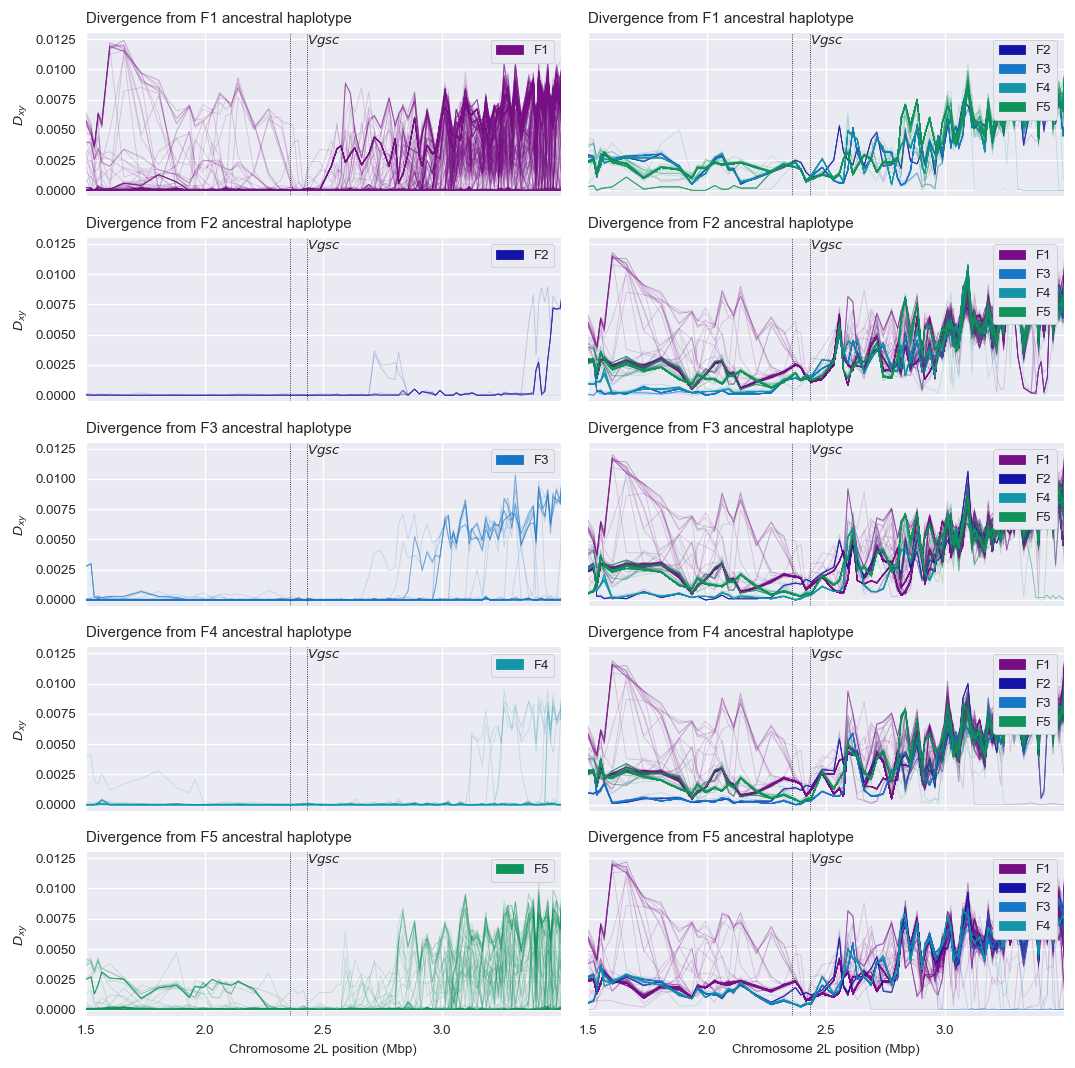 Divergence from F1 ancestral haplotype
Divergence from F1 ancestral haplotype
0.0125
0.0100
0.0075
0.0050
0.0025
0.0000
Dxy
Vgsc
F1
Vgsc
F2
F3
F4
F5
Divergence from F2 ancestral haplotype
Divergence from F2 ancestral haplotype
0.0125
0.0100
0.0075
0.0050
0.0025
0.0000
Dxy
Vgsc
F2
Vgsc
F1
F3
F4
F5
Divergence from F3 ancestral haplotype
Divergence from F3 ancestral haplotype
0.0125
0.0100
0.0075
0.0050
0.0025
0.0000
Dxy
Vgsc
F3
Vgsc
F1
F2
F4
F5
Divergence from F4 ancestral haplotype
Divergence from F4 ancestral haplotype
0.0125
0.0100
0.0075
0.0050
0.0025
0.0000
Dxy
Vgsc
F4
Vgsc
F1
F2
F3
F5
Divergence from F5 ancestral haplotype
Divergence from F5 ancestral haplotype
0.0125
0.0100
0.0075
0.0050
0.0025
0.0000
Dxy
Vgsc
F5
Vgsc
F1
F2
F3
F4
1.5 2.0 2.5 3.0
1.5 2.0 2.5 3.0
Chromosome 2L position (Mbp)
Chromosome 2L position (Mbp)